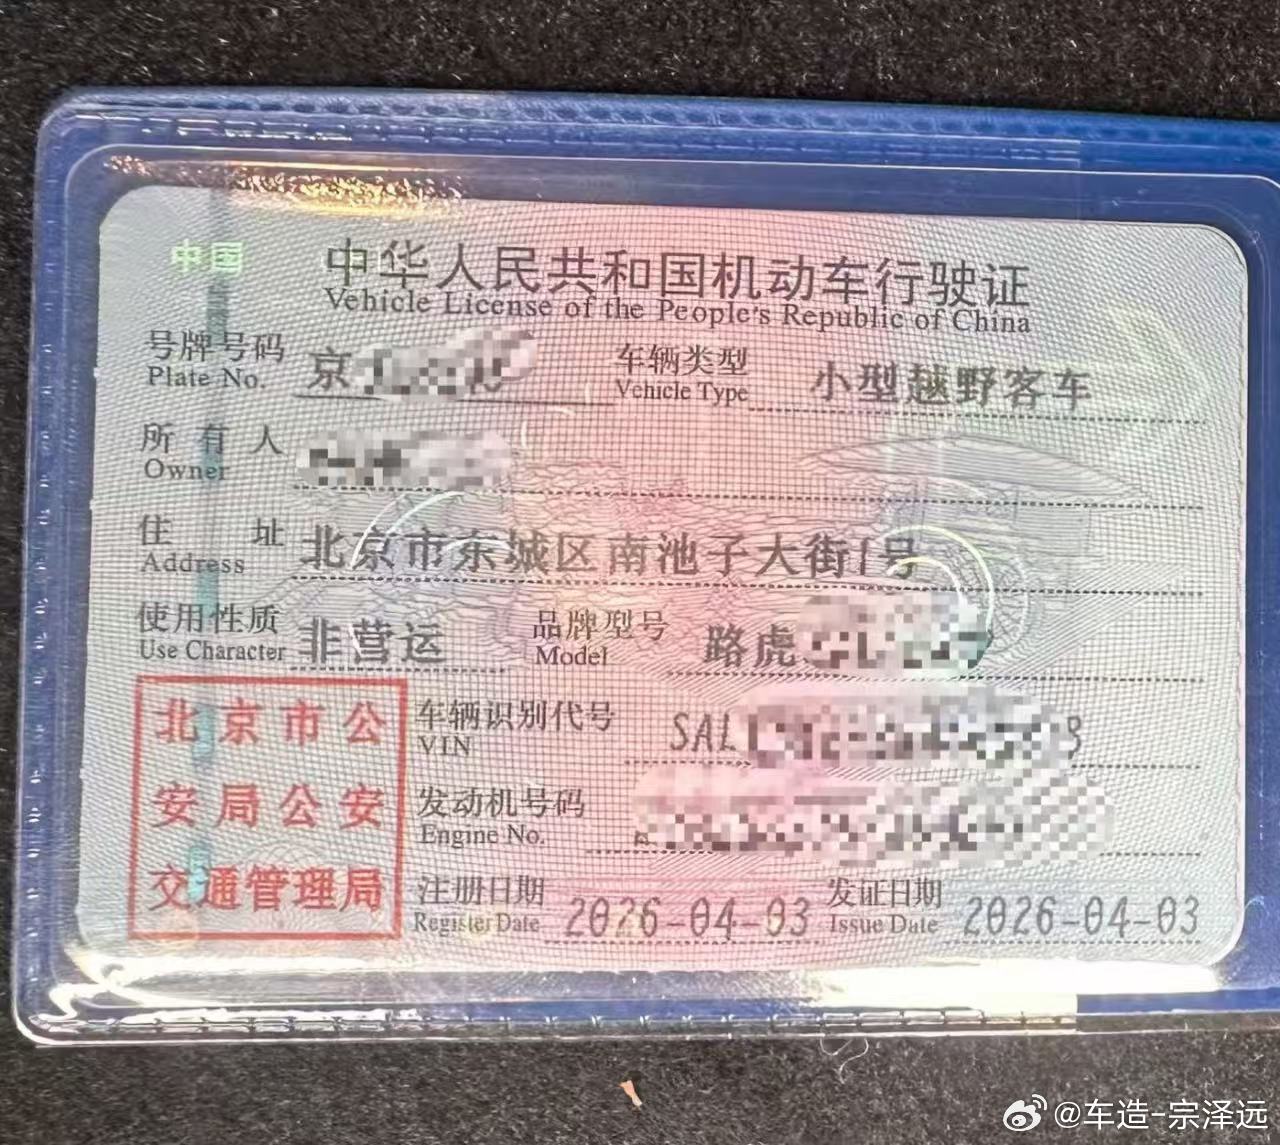 中国
中华人民共和国机动车行驶证
Vehicle License of the People's Republic of China
号牌号码 京 车辆类型 小型越野客车
Plate No. Vehicle Type
所有人
Owner
住址 北京市东城区南池子大街1号
Address
使用性质 非营运 品牌型号 路虎
Use Character Model
北京市公
安局公安
交通管理局
车辆识别代号 SAL
VIN
发动机号码
Engine No.
注册日期 2026-04-03 发证日期 2026-04-03
Register Date Issue Date
@车造-宗泽远